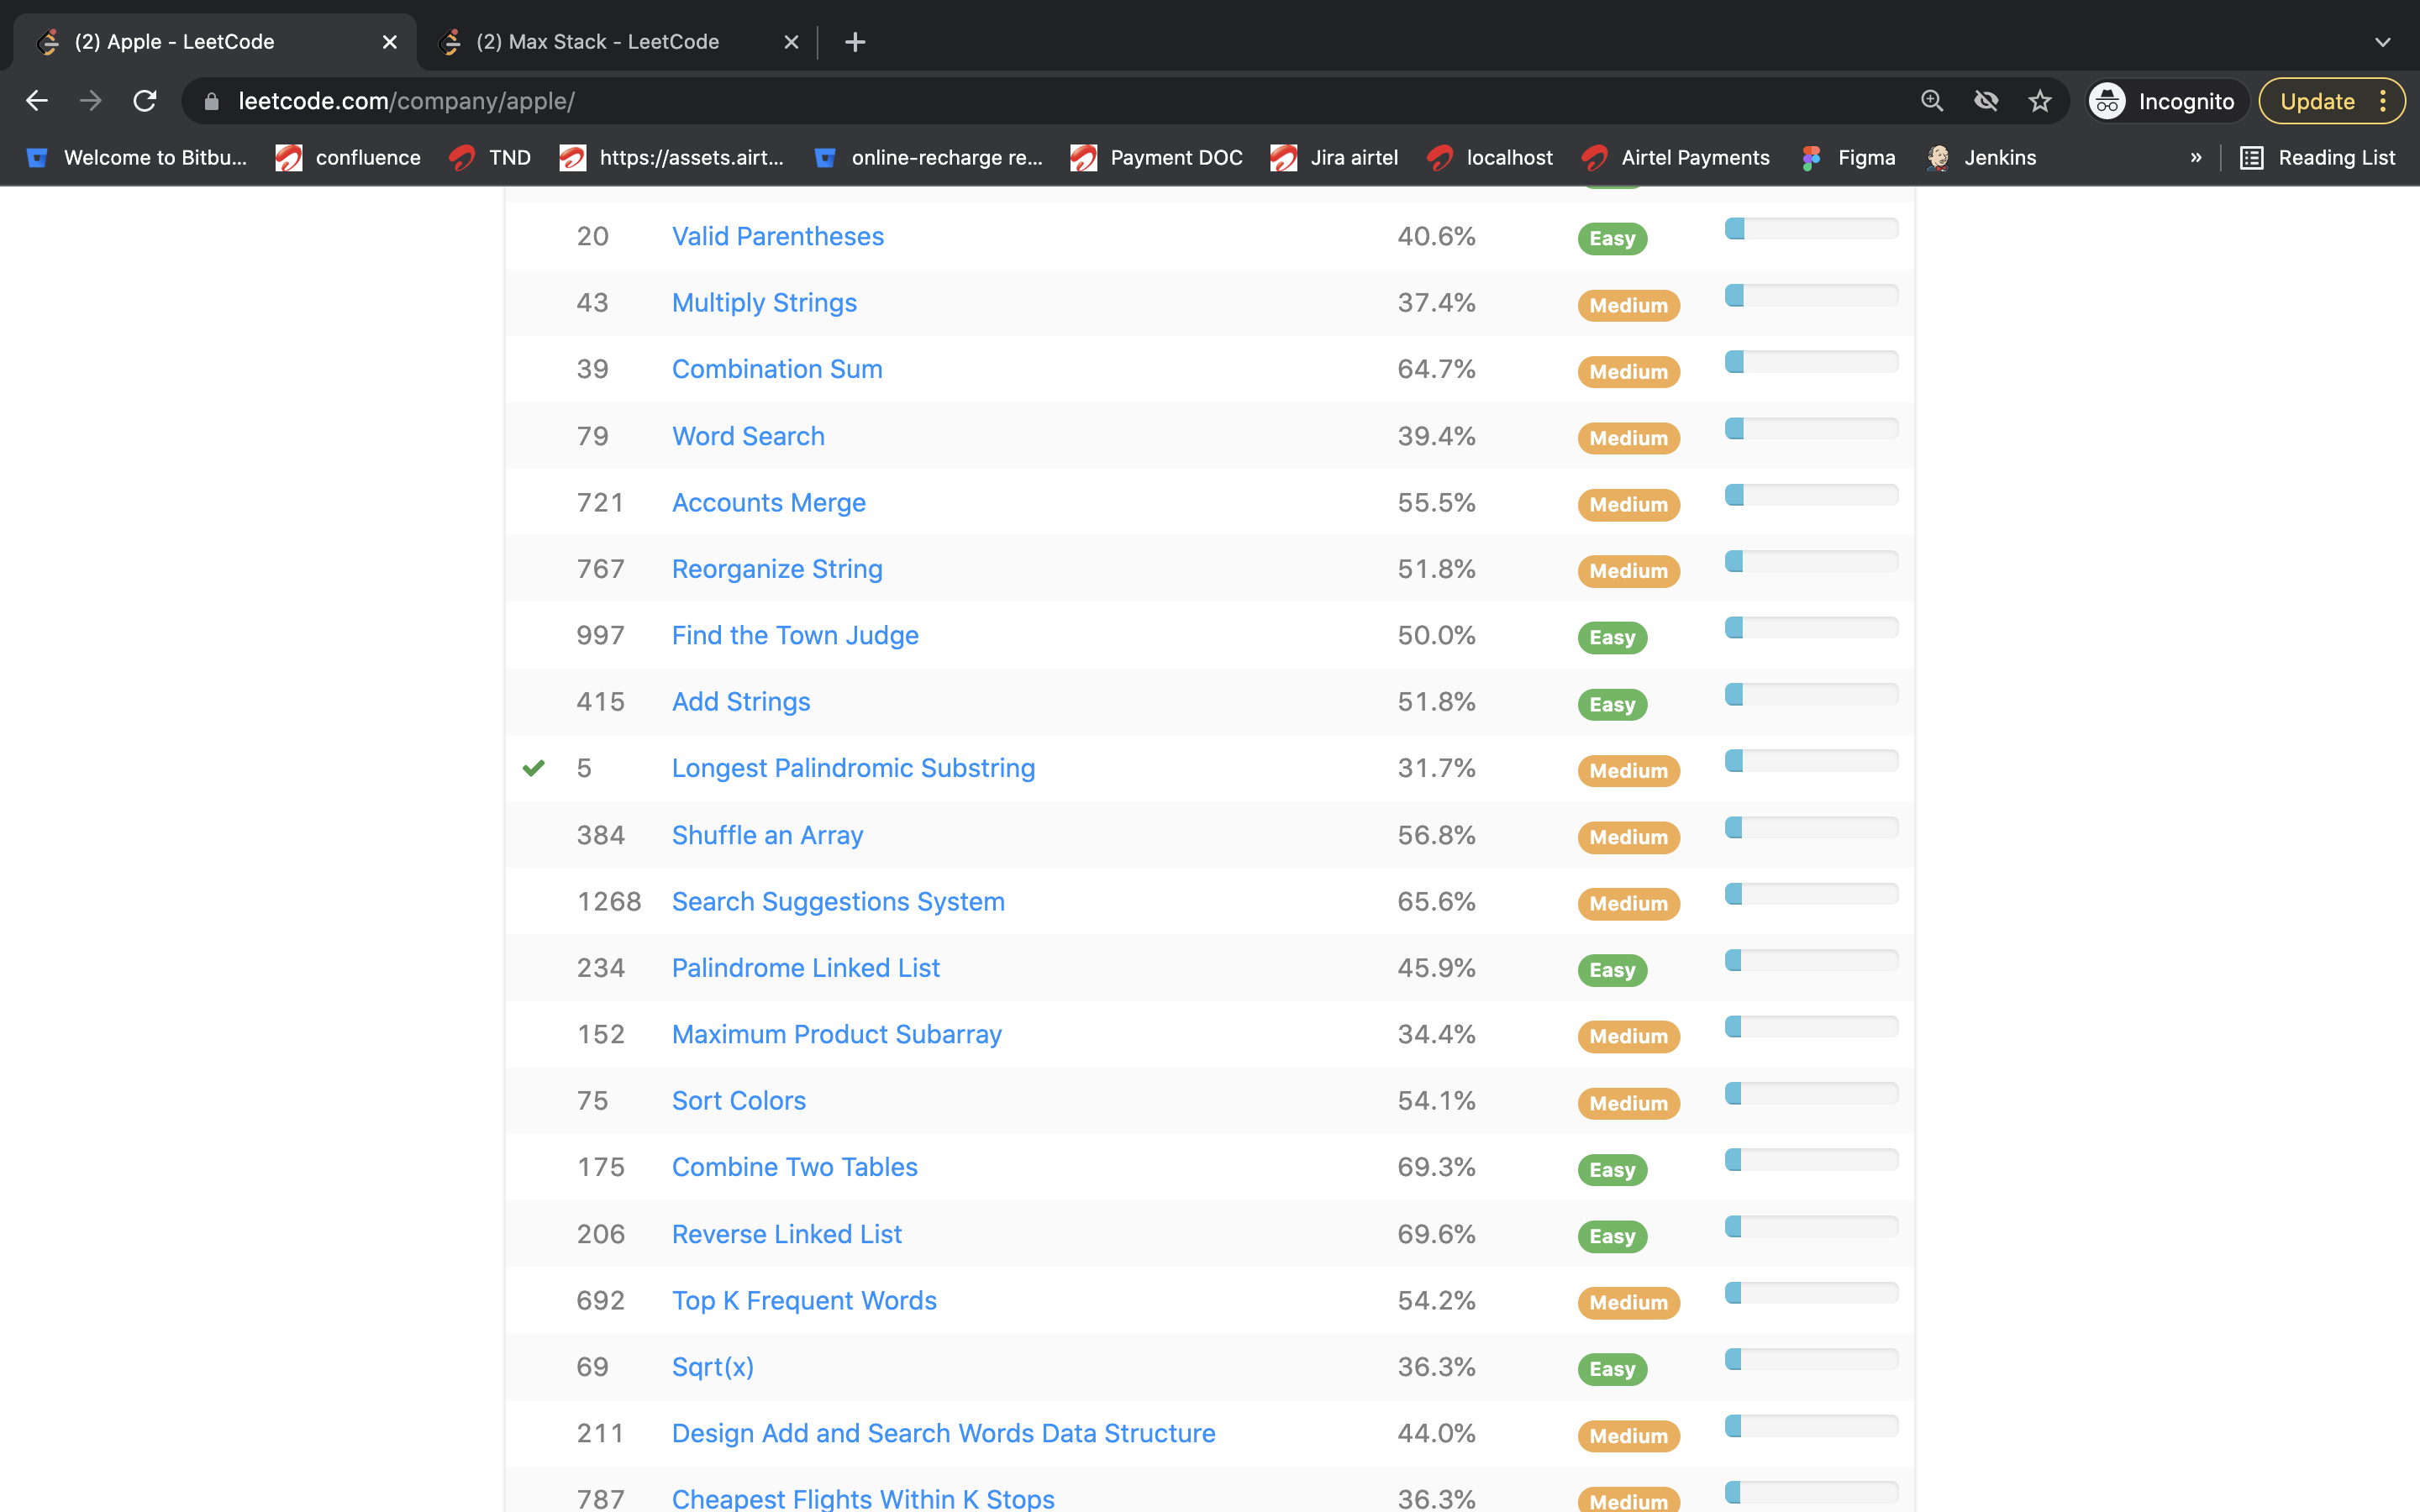 (2) Apple - LeetCode
(2) Max Stack - LeetCode
leetcode.com/company/apple/
Incognito
Update
Welcome to Bitbu...
confluence
TND
https://assets.airt...
online-recharge re...
Payment DOC
Jira airtel
localhost
Airtel Payments
Figma
Jenkins
»
Reading List
20 Valid Parentheses 40.6% Easy
43 Multiply Strings 37.4% Medium
39 Combination Sum 64.7% Medium
79 Word Search 39.4% Medium
721 Accounts Merge 55.5% Medium
767 Reorganize String 51.8% Medium
997 Find the Town Judge 50.0% Easy
415 Add Strings 51.8% Easy
5 Longest Palindromic Substring 31.7% Medium
384 Shuffle an Array 56.8% Medium
1268 Search Suggestions System 65.6% Medium
234 Palindrome Linked List 45.9% Easy
152 Maximum Product Subarray 34.4% Medium
75 Sort Colors 54.1% Medium
175 Combine Two Tables 69.3% Easy
206 Reverse Linked List 69.6% Easy
692 Top K Frequent Words 54.2% Medium
69 Sqrt(x) 36.3% Easy
211 Design Add and Search Words Data Structure 44.0% Medium
787 Cheapest Flights Within K Stops 36.3% Medium